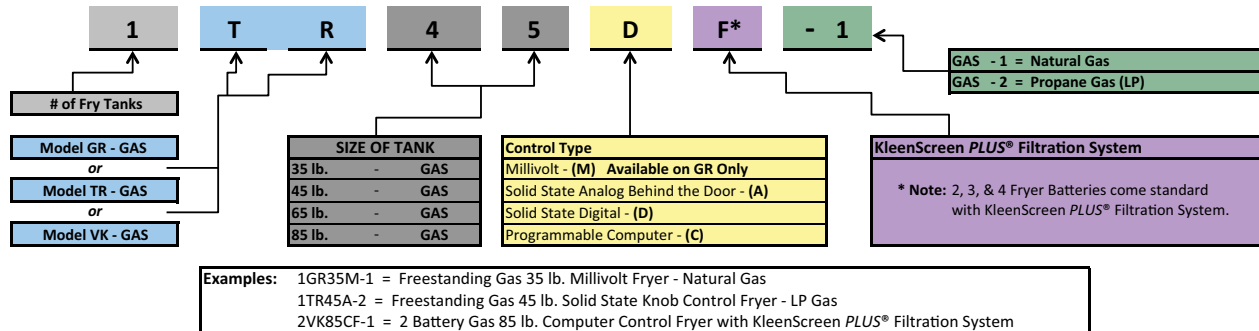 1 T R 4 5 D F* - 1
GAS - 1 = Natural Gas
GAS - 2 = Propane Gas (LP)
# of Fry Tanks
Model GR - GAS
or
Model TR - GAS
or
Model VK - GAS
SIZE OF TANK
35 lb. - GAS
45 lb. - GAS
65 lb. - GAS
85 lb. - GAS
Control Type
Millivolt - (M) Available on GR Only
Solid State Analog Behind the Door - (A)
Solid State Digital - (D)
Programmable Computer - (C)
KleenScreen PLUS® Filtration System
* Note: 2, 3, & 4 Fryer Batteries come standard
with KleenScreen PLUS® Filtration System.
Examples: 1GR35M-1 = Freestanding Gas 35 lb. Millivolt Fryer - Natural Gas
1TR45A-2 = Freestanding Gas 45 lb. Solid State Knob Control Fryer - LP Gas
2VK85CF-1 = 2 Battery Gas 85 lb. Computer Control Fryer with KleenScreen PLUS® Filtration System